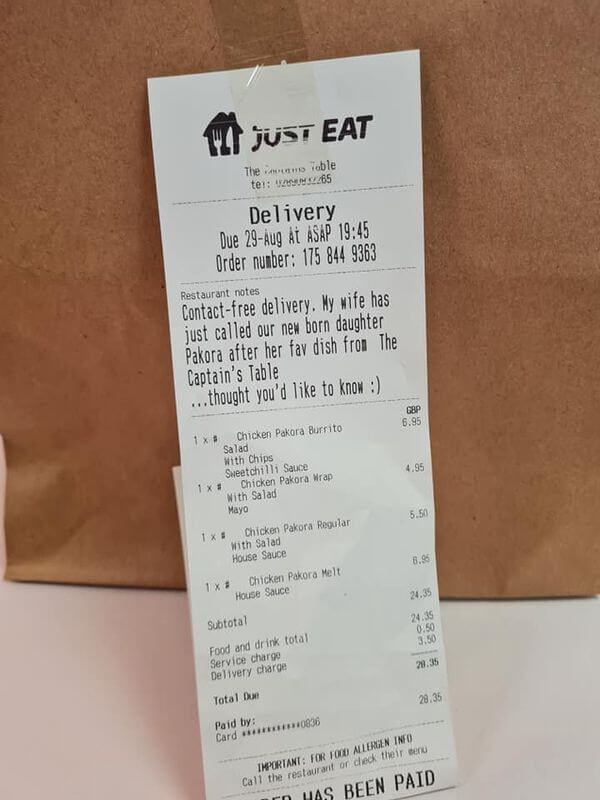 JUST EAT
The Table
tel:
Delivery
Due 29-Aug At ASAP 19:45
Order number: 175 844 9363
Restaurant notes
Contact-free delivery. My wife has
just called our new born daughter
Pakora after her fav dish from The
Captain's Table
...thought you'd like to know :)
GBP
1 x # Chicken Pakora Burrito 6.95
Salad
With Chips
Sweetchilli Sauce
1 x # Chicken Pakora Wrap 4.95
With Salad
Mayo
1 x # Chicken Pakora Regular 5.50
With Salad
House Sauce
1 x # Chicken Pakora Melt 6.95
House Sauce
Subtotal 24.35
Food and drink total 24.35
Service charge 0.50
Delivery charge 3.50
Total Due 28.35
Paid by:
Card ************0836 28.35
IMPORTANT: FOR FOOD ALLERGEN INFO
Call the restaurant or check their menu
HAS BEEN PAID